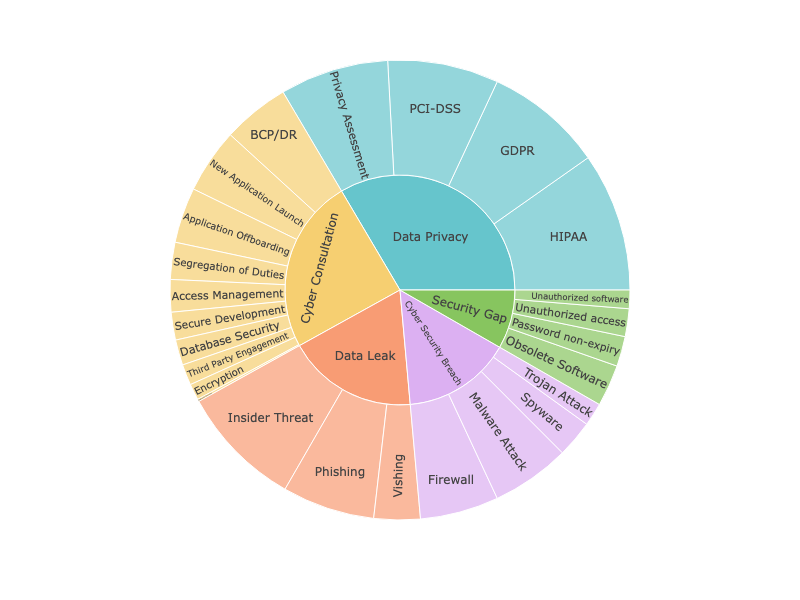 Privacy Assessment
PCI-DSS
GDPR
HIPAA
Data Privacy
BCP/DR
New Application Launch
Application Offboarding
Segregation of Duties
Access Management
Secure Development
Database Security
Third Party Engagement
Encryption
Cyber Consultation
Data Leak
Insider Threat
Phishing
Vishing
Cyber Security Breach
Firewall
Malware Attack
Spyware
Trojan Attack
Security Gap
Obsolete Software
Password non-expiry
Unauthorized access
Unauthorized software